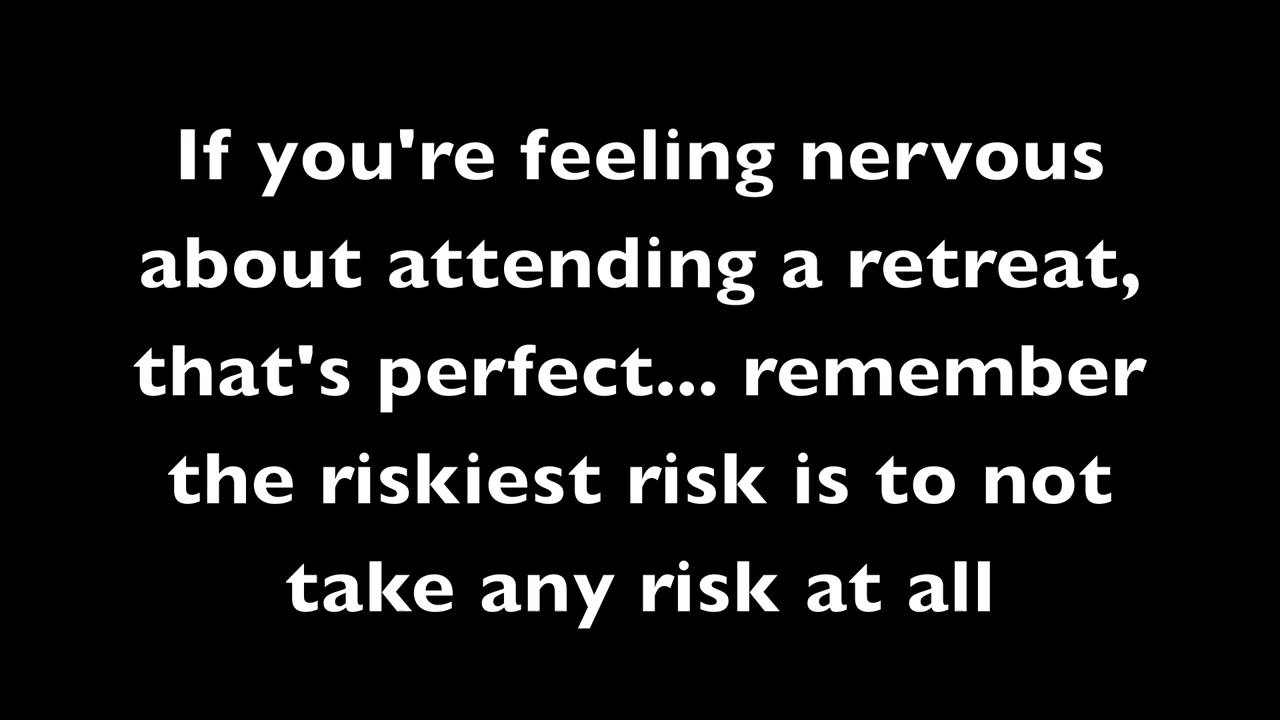 If you're feeling nervous
about attending a retreat,
that's perfect... remember
the riskiest risk is to not
take any risk at all